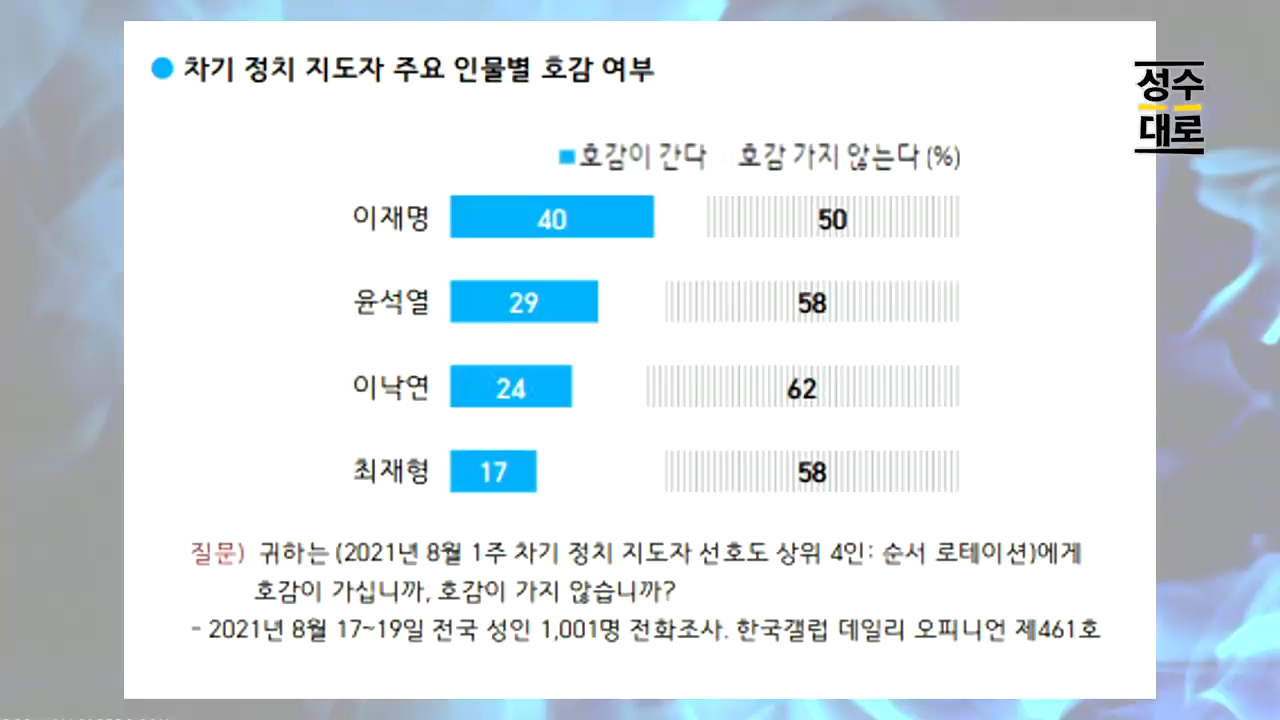 차기 정치 지도자 주요 인물별 호감 여부
성수
대로
호감이 간다 호감 가지 않는다 (%)
이재명 40 50
윤석열 29 58
이낙연 24 62
최재형 17 58
질문) 귀하는 (2021년 8월 1주 차기 정치 지도자 선호도 상위 4인: 순서 로테이션)에게
호감이 가십니까, 호감이 가지 않습니까?
- 2021년 8월 17~19일 전국 성인 1,001명 전화조사. 한국갤럽 데일리 오피니언 제461호